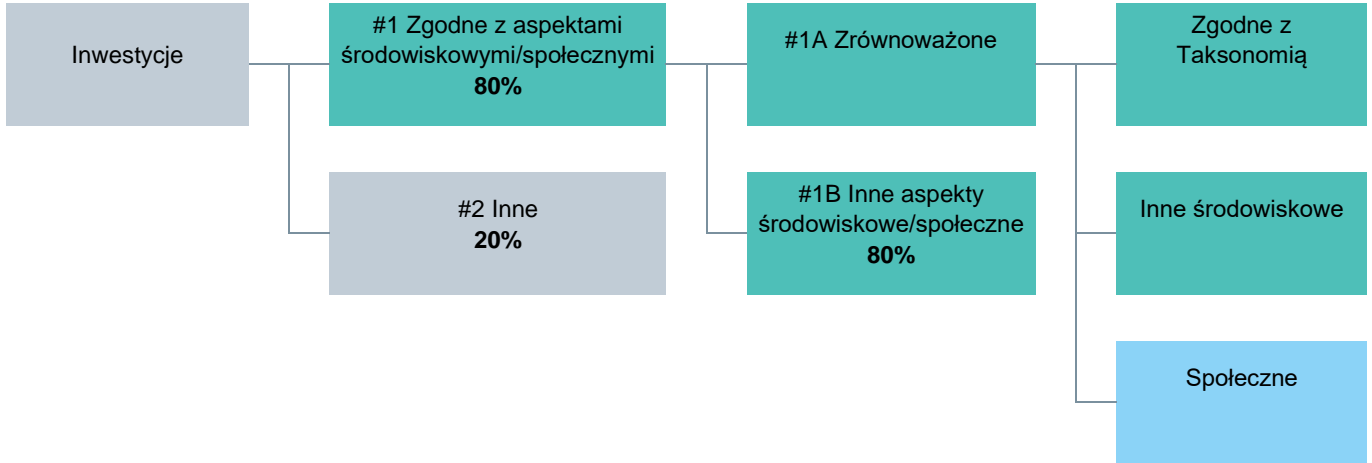 Inwestycje
#1 Zgodne z aspektami
środowiskowymi/społecznymi
80%
#1A Zrównoważone
Zgodne z
Taksonomią
#2 Inne
20%
#1B Inne aspekty
środowiskowe/społeczne
80%
Inne środowiskowe
Społeczne